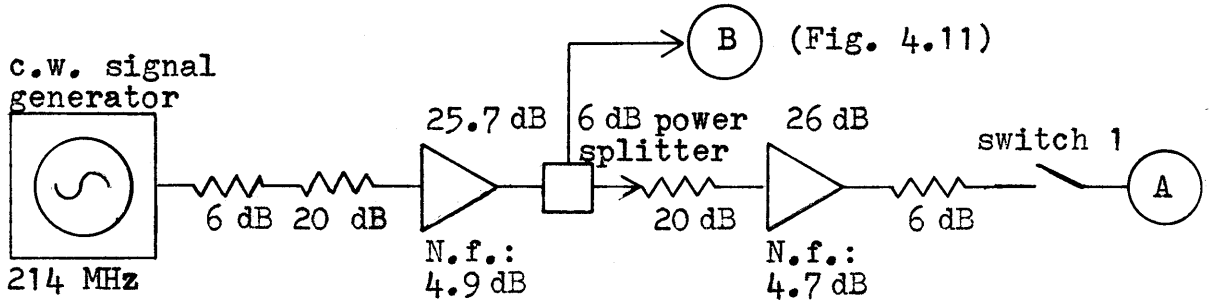 B
(Fig. 4.11)
c.w. signal
generator
25.7 dB
6 dB power
splitter
26 dB
switch 1
A
6 dB
20 dB
20 dB
6 dB
N.f.:
4.9 dB
N.f.:
4.7 dB
214 MHz